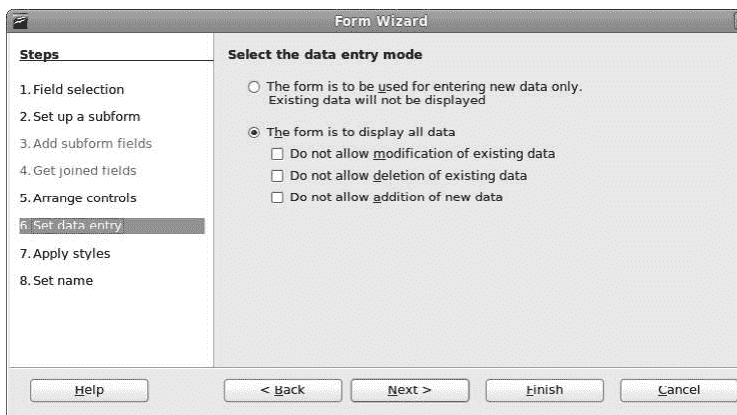 Form Wizard
Steps
1. Field selection
2. Set up a subform
3. Add subform fields
4. Get joined fields
5. Arrange controls
6. Set data entry
7. Apply styles
8. Set name
Select the data entry mode
The form is to be used for entering new data only.
Existing data will not be displayed
The form is to display all data
Do not allow modification of existing data
Do not allow deletion of existing data
Do not allow addition of new data
Help
< Back
Next >
Finish
Cancel